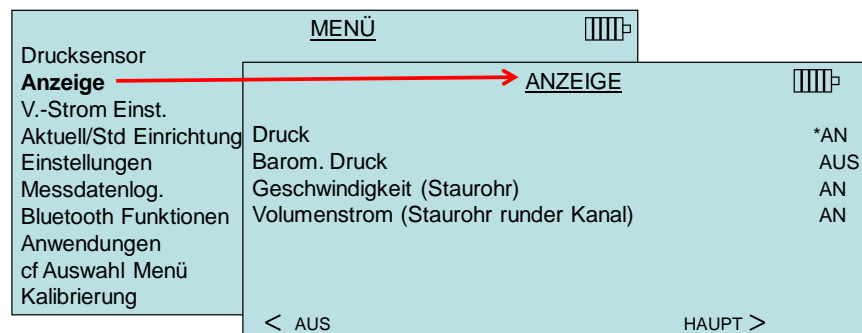 MENÜ
Drucksensor
Anzeige
V.-Strom Einst.
Aktuell/Std Einrichtung
Einstellungen
Messdatenlog.
Bluetooth Funktionen
Anwendungen
cf Auswahl Menü
Kalibrierung
ANZEIGE
Druck *AN
Barom. Druck AUS
Geschwindigkeit (Staurohr) AN
Volumenstrom (Staurohr runder Kanal) AN
< AUS HAUPT >